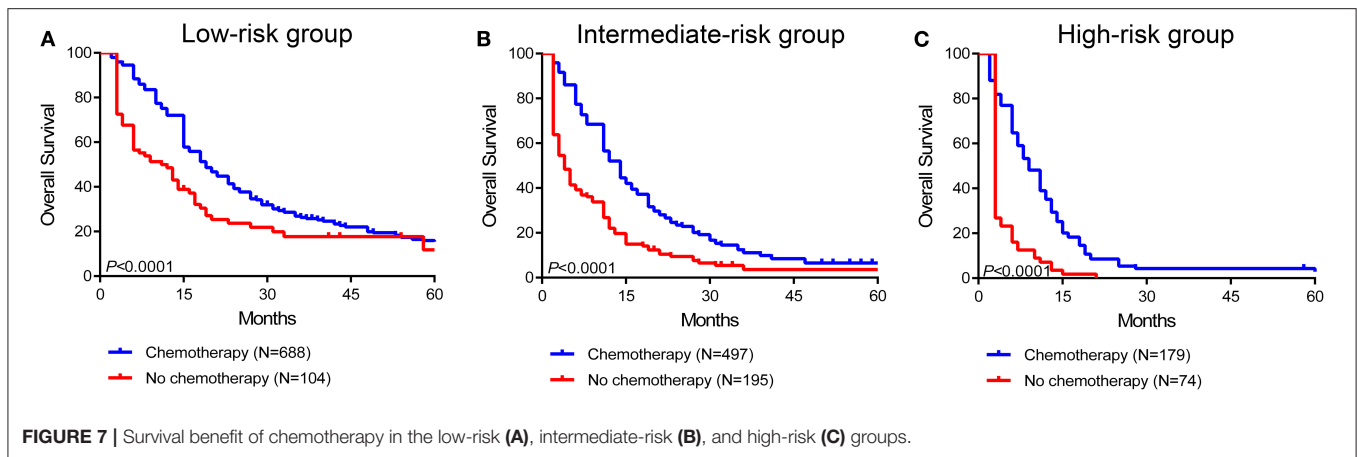 A
Low-risk group
100
80
60
40
20
0
Overall Survival
P<0.0001
0 15 30 45 60
Months
Chemotherapy (N=688)
No chemotherapy (N=104)
B
Intermediate-risk group
100
80
60
40
20
0
Overall Survival
P<0.0001
0 15 30 45 60
Months
Chemotherapy (N=497)
No chemotherapy (N=195)
C
High-risk group
100
80
60
40
20
0
Overall Survival
P<0.0001
0 15 30 45 60
Months
Chemotherapy (N=179)
No chemotherapy (N=74)
FIGURE 7 | Survival benefit of chemotherapy in the low-risk (A), intermediate-risk (B), and high-risk (C) groups.